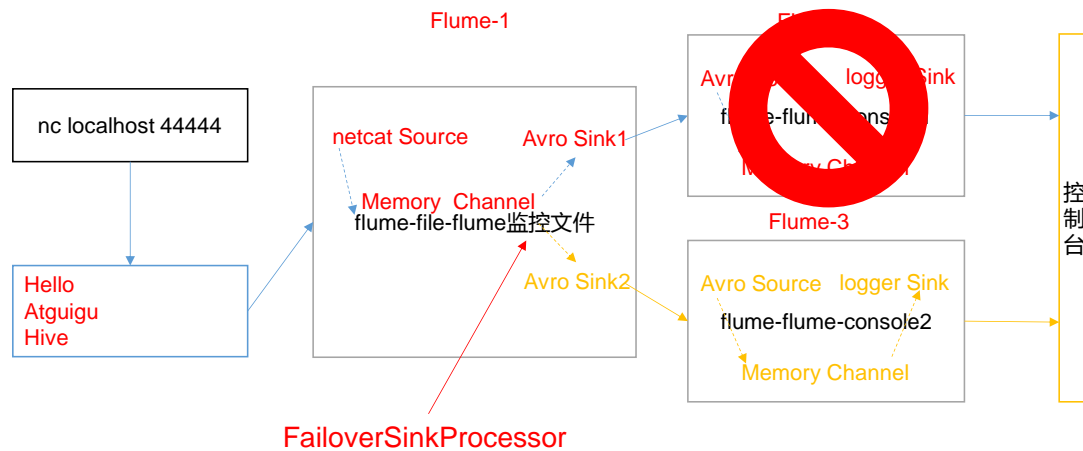 Flume-1
nc localhost 44444
Hello
Atguigu
Hive
netcat Source
Avro Sink1
Memory Channel
flume-file-flume监控文件
Avro Sink2
FailoverSinkProcessor
logger Sink
Flume-3
Avro Source
logger Sink
flume-flume-console2
Memory Channel
控
制
台